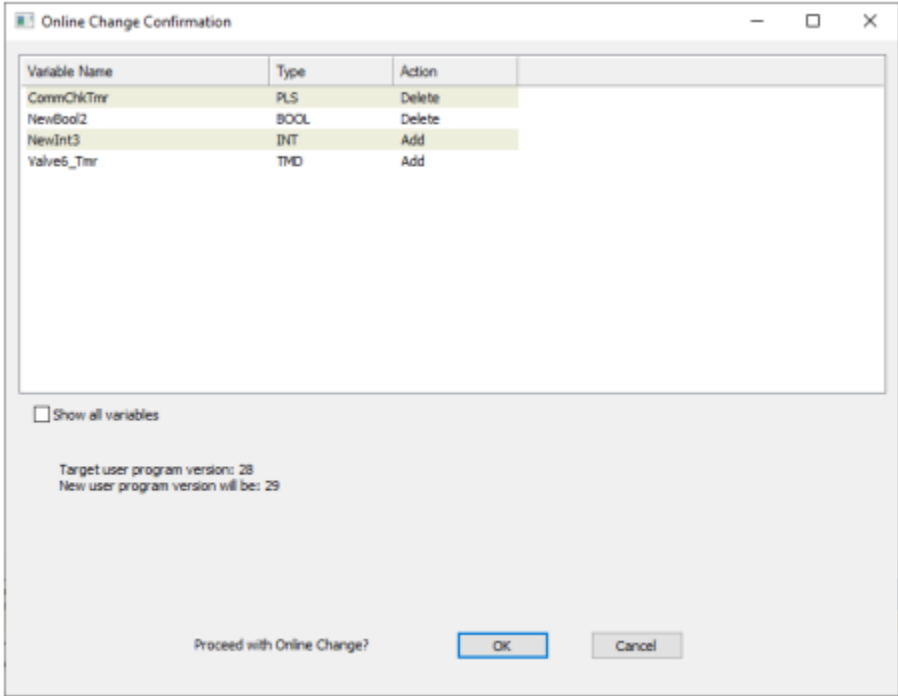 Online Change Confirmation
Variable Name Type Action
CommChkTmr PLS Delete
NewBool2 BOOL Delete
NewInt3 INT Add
Valve6_Tmr TMD Add
Show all variables
Target user program version: 28
New user program version will be: 29
Proceed with Online Change? OK Cancel